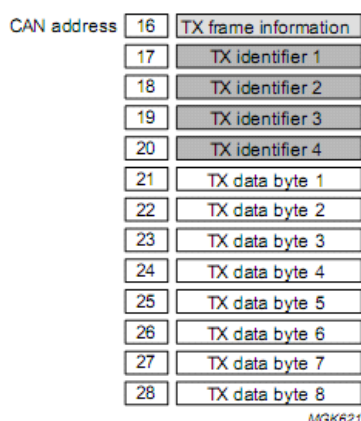 CAN address 16 TX frame information
17 TX identifier 1
18 TX identifier 2
19 TX identifier 3
20 TX identifier 4
21 TX data byte 1
22 TX data byte 2
23 TX data byte 3
24 TX data byte 4
25 TX data byte 5
26 TX data byte 6
27 TX data byte 7
28 TX data byte 8
MGK621